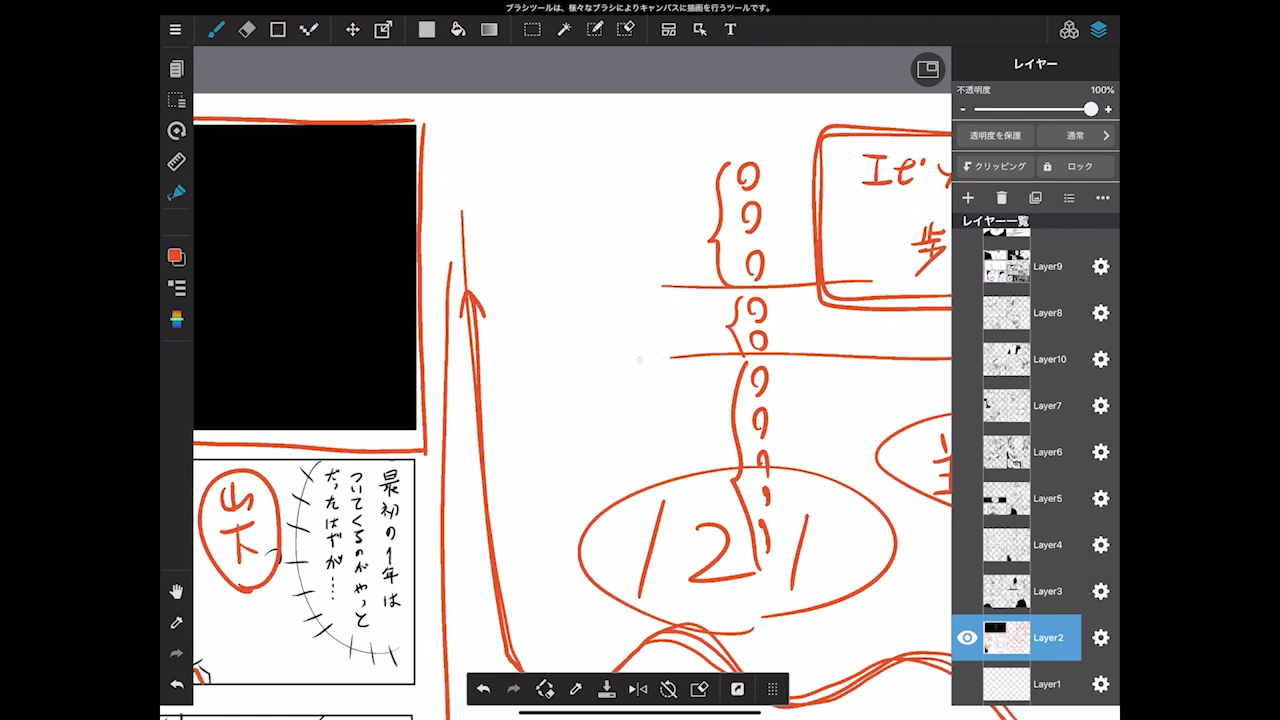 ブラシツールは、様々なブラシによりキャンバスに描画を行うツールです。
レイヤー
不透明度 100%
- +
透明度を保護 通常
クリッピング ロック
レイヤー一覧
Layer9
Layer8
Layer10
Layer7
Layer6
Layer5
Layer4
Layer3
Layer2
Layer1
歩
最初の1年は
ついてくるのがやっと
だったはずが……
山下
121